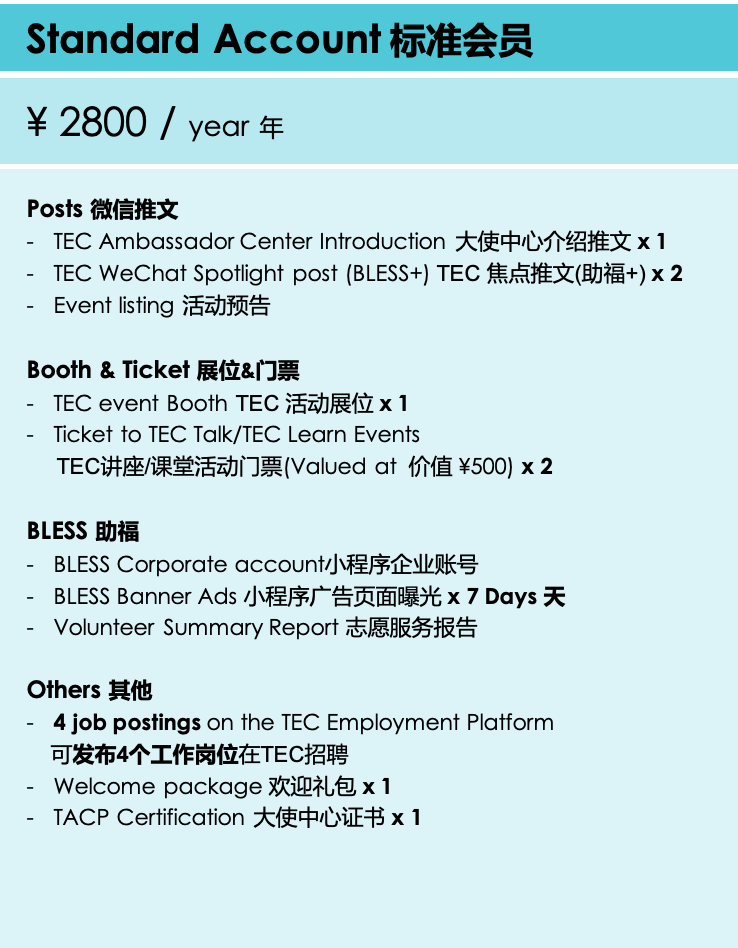 Standard Account 标准会员
¥ 2800 / year 年
Posts 微信推文
- TEC Ambassador Center Introduction 大使中心介绍推文 x 1
- TEC WeChat Spotlight post (BLESS+) TEC 焦点推文(助福+) x 2
- Event listing 活动预告
Booth & Ticket 展位&门票
- TEC event Booth TEC 活动展位 x 1
- Ticket to TEC Talk/TEC Learn Events
TEC讲座/课堂活动门票(Valued at 价值 ¥500) x 2
BLESS 助福
- BLESS Corporate account小程序企业账号
- BLESS Banner Ads 小程序广告页面曝光 x 7 Days 天
- Volunteer Summary Report 志愿服务报告
Others 其他
- 4 job postings on the TEC Employment Platform
可发布4个工作岗位在TEC招聘
- Welcome package 欢迎礼包 x 1
- TACP Certification 大使中心证书 x 1